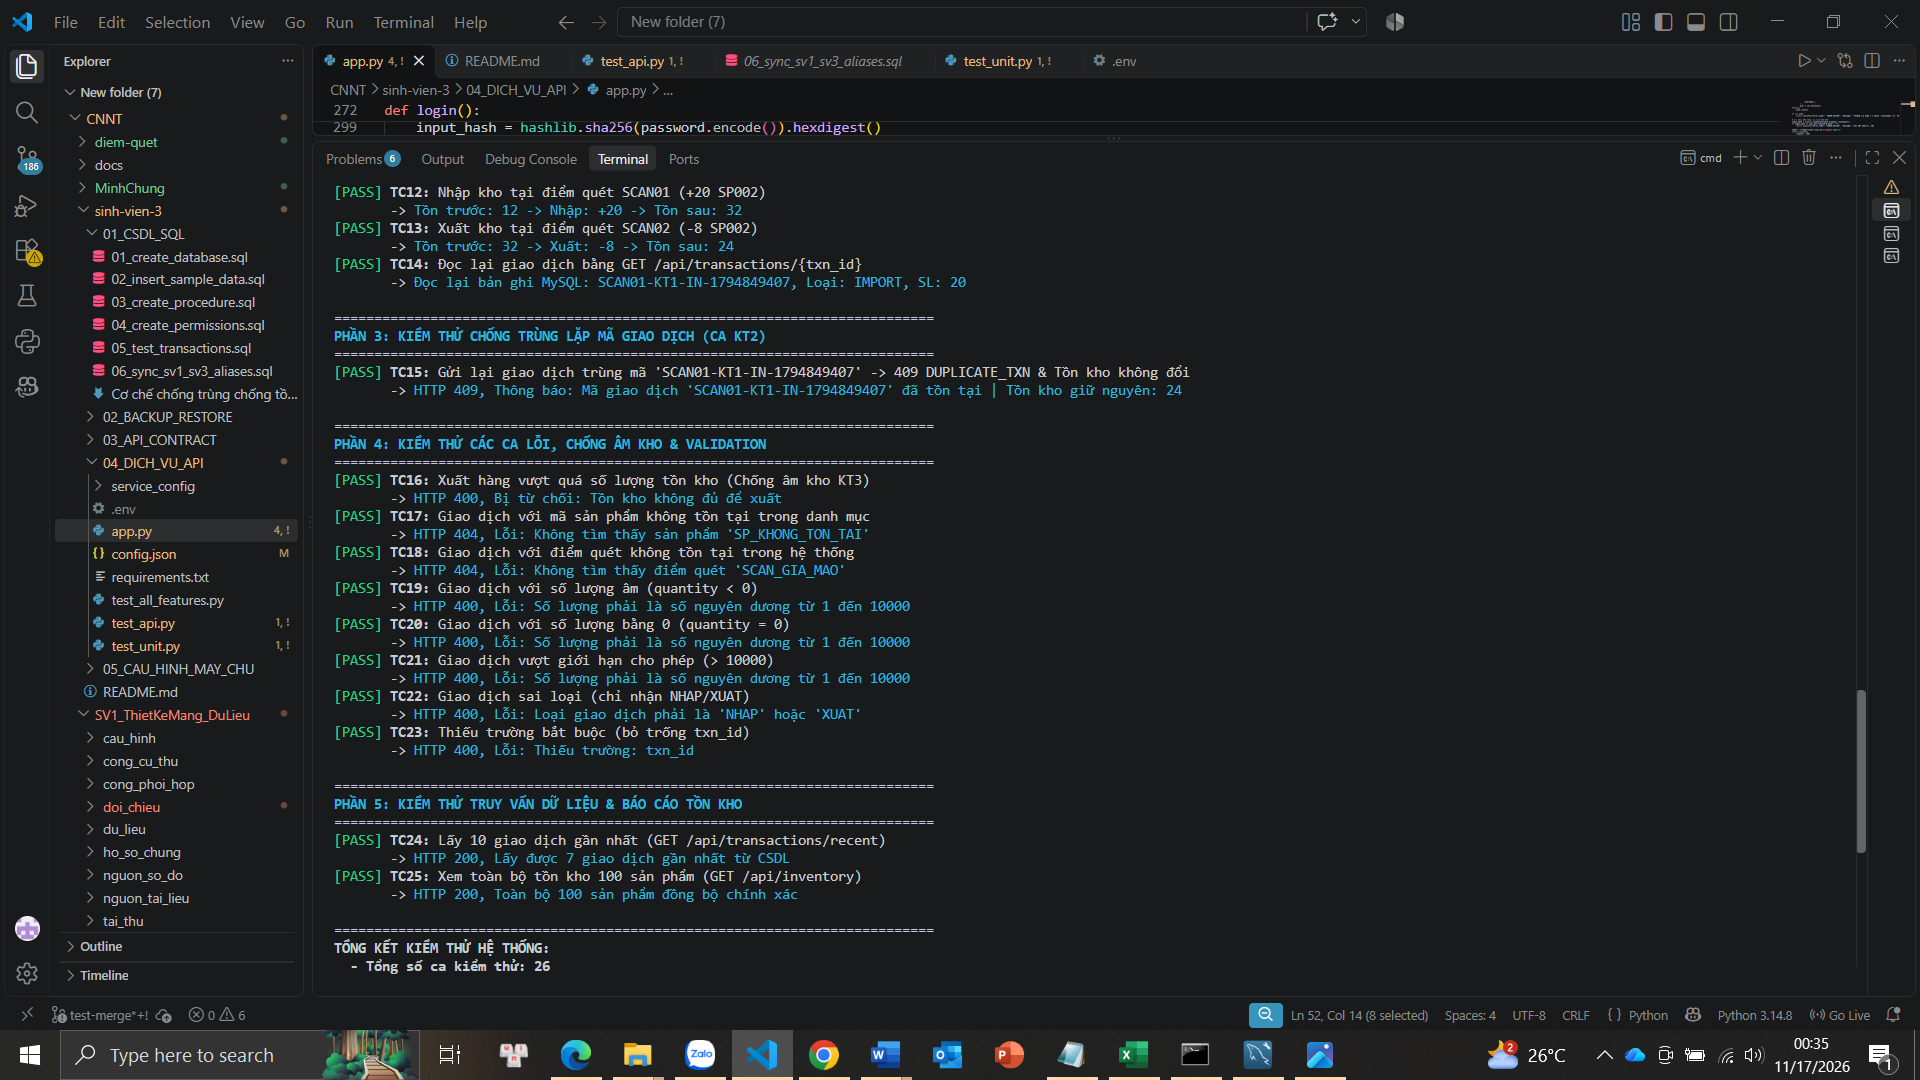 File Edit Selection View Go Run Terminal Help
New folder (7)
Explorer
New folder (7)
CNNT
diem-quet
docs
MinhChung
sinh-vien-3
01_CSDL_SQL
01_create_database.sql
02_insert_sample_data.sql
03_create_procedure.sql
04_create_permissions.sql
05_test_transactions.sql
06_sync_sv1_sv3_aliases.sql
Cơ chế chống trùng chống tồ...
02_BACKUP_RESTORE
03_API_CONTRACT
04_DICH_VU_API
service_config
.env
app.py 4, !
config.json M
requirements.txt
test_all_features.py
test_api.py 1, !
test_unit.py 1, !
05_CAU_HINH_MAY_CHU
README.md
SV1_ThietKeMang_DuLieu
cau_hinh
cong_cu_thu
cong_phoi_hop
doi_chieu
du_lieu
ho_so_chung
nguon_so_do
nguon_tai_lieu
tai_thu
Outline
Timeline
186
app.py 4, ! README.md test_api.py 1, ! 06_sync_sv1_sv3_aliases.sql test_unit.py 1, ! .env
CNNT > sinh-vien-3 > 04_DICH_VU_API > app.py > ...
272 def login():
299 input_hash = hashlib.sha256(password.encode()).hexdigest()
Problems 6 Output Debug Console Terminal Ports
cmd
[PASS] TC12: Nhập kho tại điểm quét SCAN01 (+20 SP002)
-> Tồn trước: 12 -> Nhập: +20 -> Tồn sau: 32
[PASS] TC13: Xuất kho tại điểm quét SCAN02 (-8 SP002)
-> Tồn trước: 32 -> Xuất: -8 -> Tồn sau: 24
[PASS] TC14: Đọc lại giao dịch bằng GET /api/transactions/{txn_id}
-> Đọc lại bản ghi MySQL: SCAN01-KT1-IN-1794849407, Loại: IMPORT, SL: 20
===========================================================================
PHẦN 3: KIỂM THỬ CHỐNG TRÙNG LẶP MÃ GIAO DỊCH (CA KT2)
===========================================================================
[PASS] TC15: Gửi lại giao dịch trùng mã 'SCAN01-KT1-IN-1794849407' -> 409 DUPLICATE_TXN & Tồn kho không đổi
-> HTTP 409, Thông báo: Mã giao dịch 'SCAN01-KT1-IN-1794849407' đã tồn tại | Tồn kho giữ nguyên: 24
===========================================================================
PHẦN 4: KIỂM THỬ CÁC CA LỖI, CHỐNG ÂM KHO & VALIDATION
===========================================================================
[PASS] TC16: Xuất hàng vượt quá số lượng tồn kho (Chống âm kho KT3)
-> HTTP 400, Bị từ chối: Tồn kho không đủ để xuất
[PASS] TC17: Giao dịch với mã sản phẩm không tồn tại trong danh mục
-> HTTP 404, Lỗi: Không tìm thấy sản phẩm 'SP_KHONG_TON_TAI'
[PASS] TC18: Giao dịch với điểm quét không tồn tại trong hệ thống
-> HTTP 404, Lỗi: Không tìm thấy điểm quét 'SCAN_GIA_MAO'
[PASS] TC19: Giao dịch với số lượng âm (quantity < 0)
-> HTTP 400, Lỗi: Số lượng phải là số nguyên dương từ 1 đến 10000
[PASS] TC20: Giao dịch với số lượng bằng 0 (quantity = 0)
-> HTTP 400, Lỗi: Số lượng phải là số nguyên dương từ 1 đến 10000
[PASS] TC21: Giao dịch vượt giới hạn cho phép (> 10000)
-> HTTP 400, Lỗi: Số lượng phải là số nguyên dương từ 1 đến 10000
[PASS] TC22: Giao dịch sai loại (chỉ nhận NHAP/XUAT)
-> HTTP 400, Lỗi: Loại giao dịch phải là 'NHAP' hoặc 'XUAT'
[PASS] TC23: Thiếu trường bắt buộc (bỏ trống txn_id)
-> HTTP 400, Lỗi: Thiếu trường: txn_id
===========================================================================
PHẦN 5: KIỂM THỬ TRUY VẤN DỮ LIỆU & BÁO CÁO TỒN KHO
===========================================================================
[PASS] TC24: Lấy 10 giao dịch gần nhất (GET /api/transactions/recent)
-> HTTP 200, Lấy được 7 giao dịch gần nhất từ CSDL
[PASS] TC25: Xem toàn bộ tồn kho 100 sản phẩm (GET /api/inventory)
-> HTTP 200, Toàn bộ 100 sản phẩm đồng bộ chính xác
===========================================================================
TỔNG KẾT KIỂM THỬ HỆ THỐNG:
- Tổng số ca kiểm thử: 26
test-merge*+! 0 6
Ln 52, Col 14 (8 selected) Spaces: 4 UTF-8 CRLF { } Python Python 3.14.8 Go Live
Type here to search
Zalo
2 26°C
00:35
11/17/2026
1